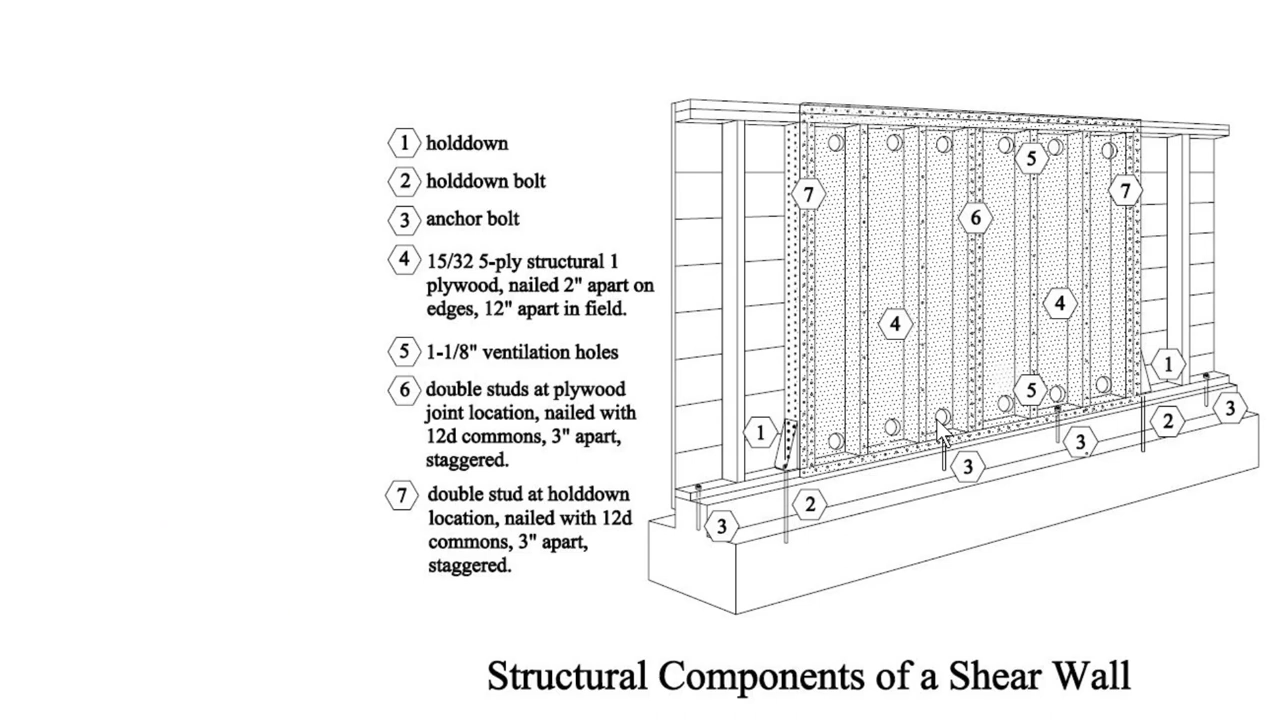 1 holddown
2 holddown bolt
3 anchor bolt
4 15/32 5-ply structural 1
plywood, nailed 2" apart on
edges, 12" apart in field.
5 1-1/8" ventilation holes
6 double studs at plywood
joint location, nailed with
12d commons, 3" apart,
staggered.
7 double stud at holddown
location, nailed with 12d
commons, 3" apart,
staggered.
5
7
7
6
4
4
1
5
1
3
2
3
3
2
3
Structural Components of a Shear Wall